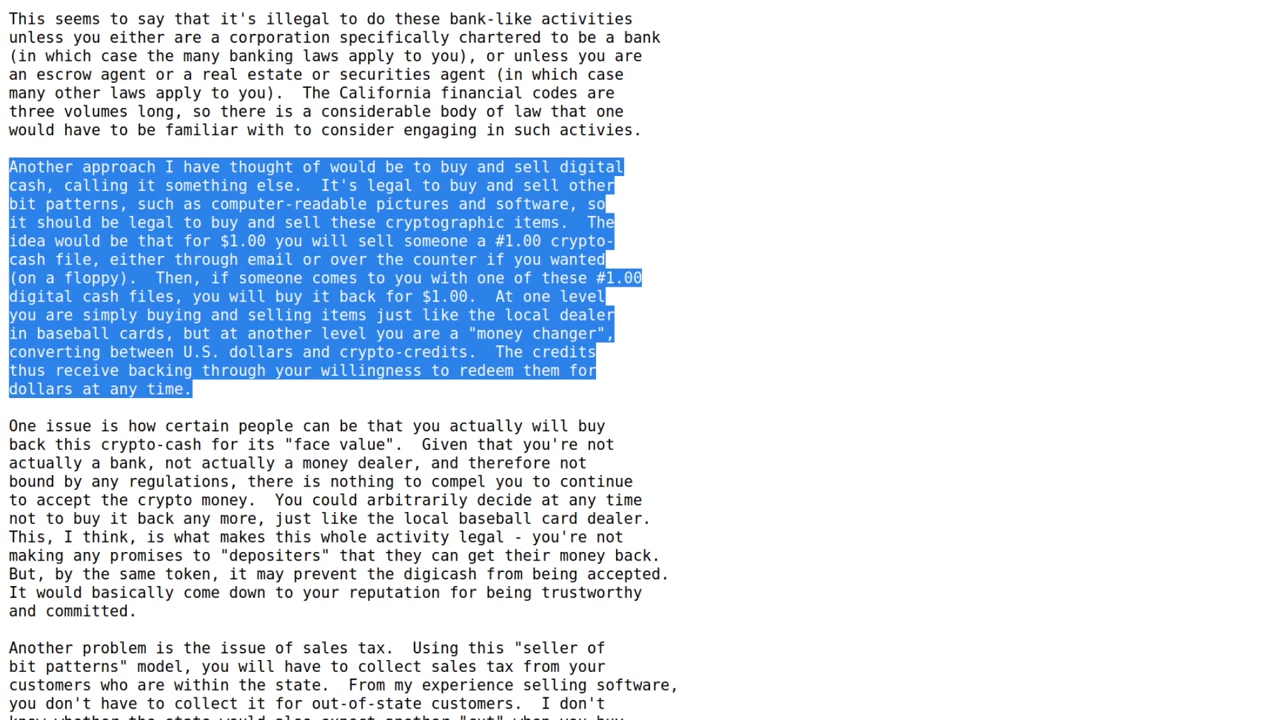 This seems to say that it's illegal to do these bank-like activities
unless you either are a corporation specifically chartered to be a bank
(in which case the many banking laws apply to you), or unless you are
an escrow agent or a real estate or securities agent (in which case
many other laws apply to you).  The California financial codes are
three volumes long, so there is a considerable body of law that one
would have to be familiar with to consider engaging in such activies.
Another approach I have thought of would be to buy and sell digital
cash, calling it something else.  It's legal to buy and sell other
bit patterns, such as computer-readable pictures and software, so
it should be legal to buy and sell these cryptographic items.  The
idea would be that for $1.00 you will sell someone a #1.00 crypto-
cash file, either through email or over the counter if you wanted
(on a floppy).  Then, if someone comes to you with one of these #1.00
digital cash files, you will buy it back for $1.00.  At one level
you are simply buying and selling items just like the local dealer
in baseball cards, but at another level you are a "money changer",
converting between U.S. dollars and crypto-credits.  The credits
thus receive backing through your willingness to redeem them for
dollars at any time.
One issue is how certain people can be that you actually will buy
back this crypto-cash for its "face value".  Given that you're not
actually a bank, not actually a money dealer, and therefore not
bound by any regulations, there is nothing to compel you to continue
to accept the crypto money.  You could arbitrarily decide at any time
not to buy it back any more, just like the local baseball card dealer.
This, I think, is what makes this whole activity legal - you're not
making any promises to "depositers" that they can get their money back.
But, by the same token, it may prevent the digicash from being accepted.
It would basically come down to your reputation for being trustworthy
and committed.
Another problem is the issue of sales tax.  Using this "seller of
bit patterns" model, you will have to collect sales tax from your
customers who are within the state.  From my experience selling software,
you don't have to collect it for out-of-state customers.  I don't
know whether the state would also expect another "cut" when you buy